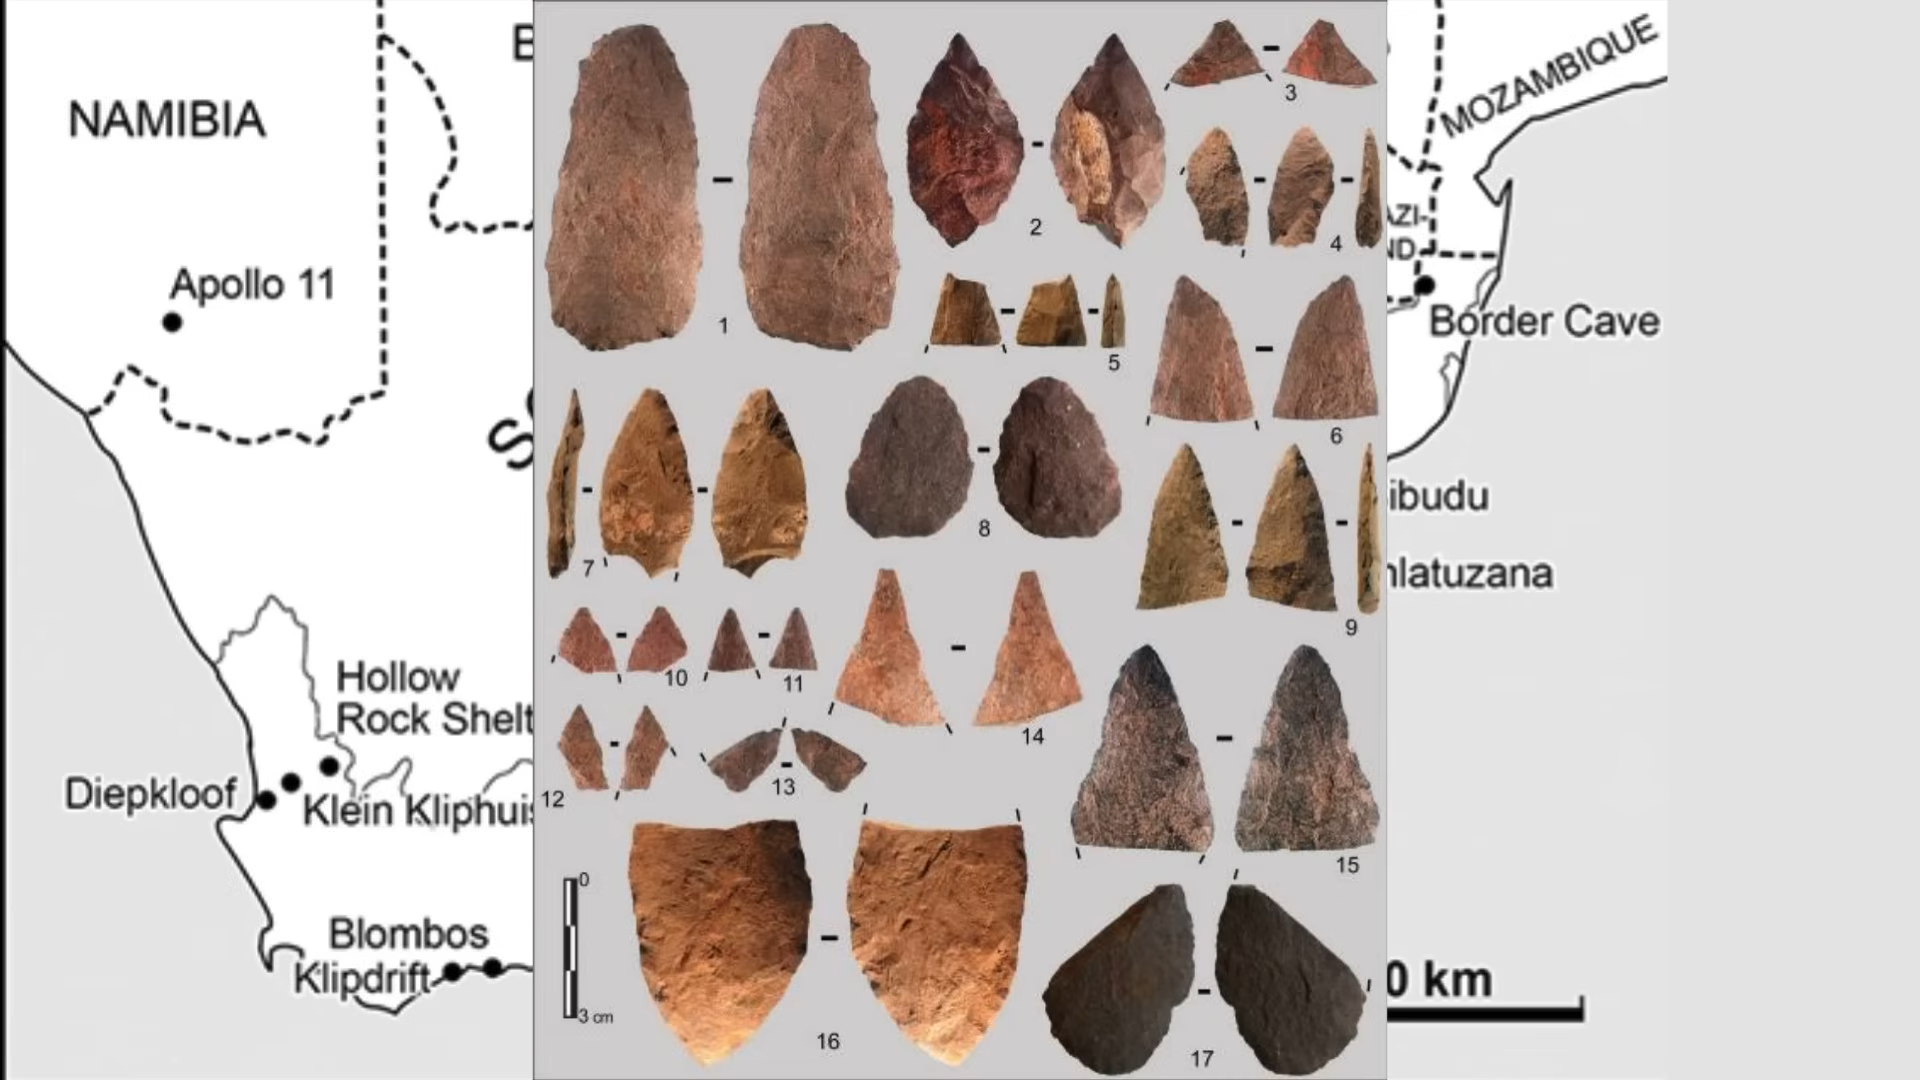 NAMIBIA
B
MOZAMBIQUE
Apollo 11
AZI-
ND
Border Cave
ibudu
hlatuzana
Hollow
Rock Shelt
Diepkloof
Klein Kliphuis
Blombos
Klipdrift
0 km
1
2
3
4
5
6
7
8
9
10
11
12
13
14
15
16
17
0
3 cm